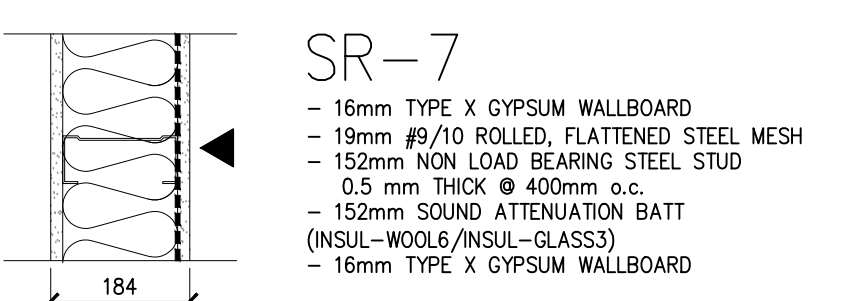 SR-7
- 16mm TYPE X GYPSUM WALLBOARD
- 19mm #9/10 ROLLED, FLATTENED STEEL MESH
- 152mm NON LOAD BEARING STEEL STUD
0.5 mm THICK @ 400mm o.c.
- 152mm SOUND ATTENUATION BATT
(INSUL-WOOL6/INSUL-GLASS3)
- 16mm TYPE X GYPSUM WALLBOARD
184